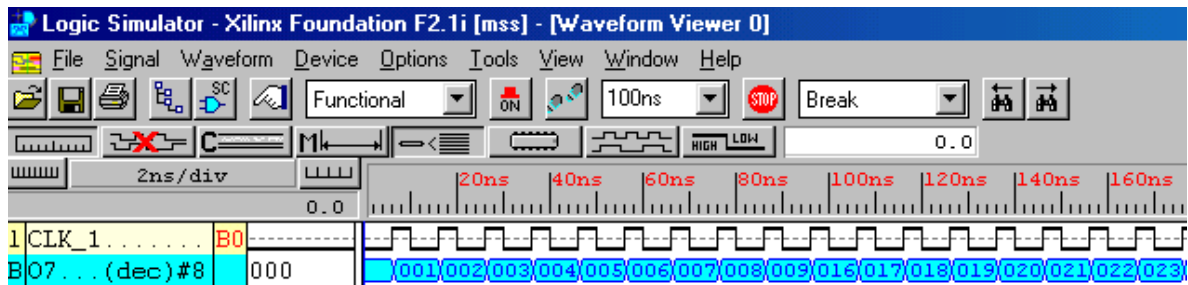 Logic Simulator - Xilinx Foundation F2.1i [mss] - [Waveform Viewer 0]
File Signal Waveform Device Options Tools View Window Help
SC Functional ON 100ns STOP Break
C M HIGH LOW 0.0
2ns/div 20ns 40ns 60ns 80ns 100ns 120ns 140ns 160ns
0.0
1 CLK_1........ B0
B O7...(dec)#8 000 001 002 003 004 005 006 007 008 009 016 017 018 019 020 021 022 023